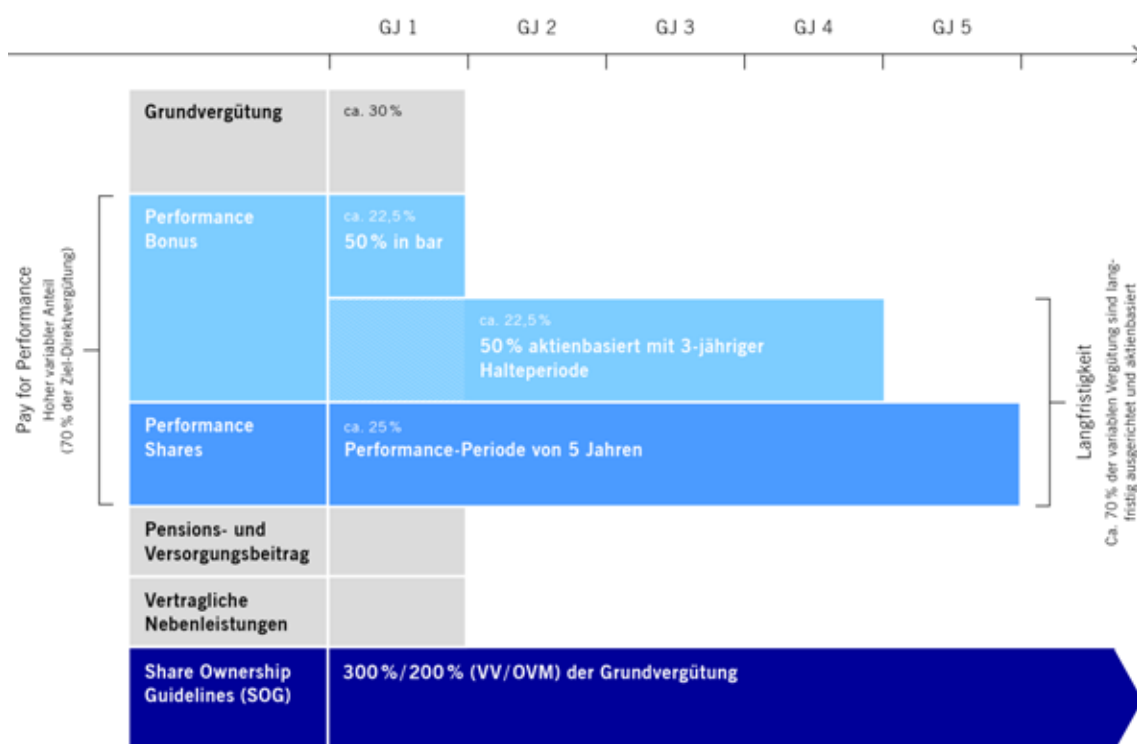 GJ 1
GJ 2
GJ 3
GJ 4
GJ 5
Grundvergütung
ca. 30 %
Pay for Performance
Hoher variabler Anteil
(70 % der Ziel-Direktvergütung)
Performance
Bonus
ca. 22,5 %
50 % in bar
ca. 22,5 %
50 % aktienbasiert mit 3-jähriger
Halteperiode
Performance
Shares
ca. 25 %
Performance-Periode von 5 Jahren
Langfristigkeit
Ca. 70 % der variablen Vergütung sind lang-
fristig ausgerichtet und aktienbasiert
Pensions- und
Versorgungsbeitrag
Vertragliche
Nebenleistungen
Share Ownership
Guidelines (SOG)
300 % / 200 % (VV/OVM) der Grundvergütung